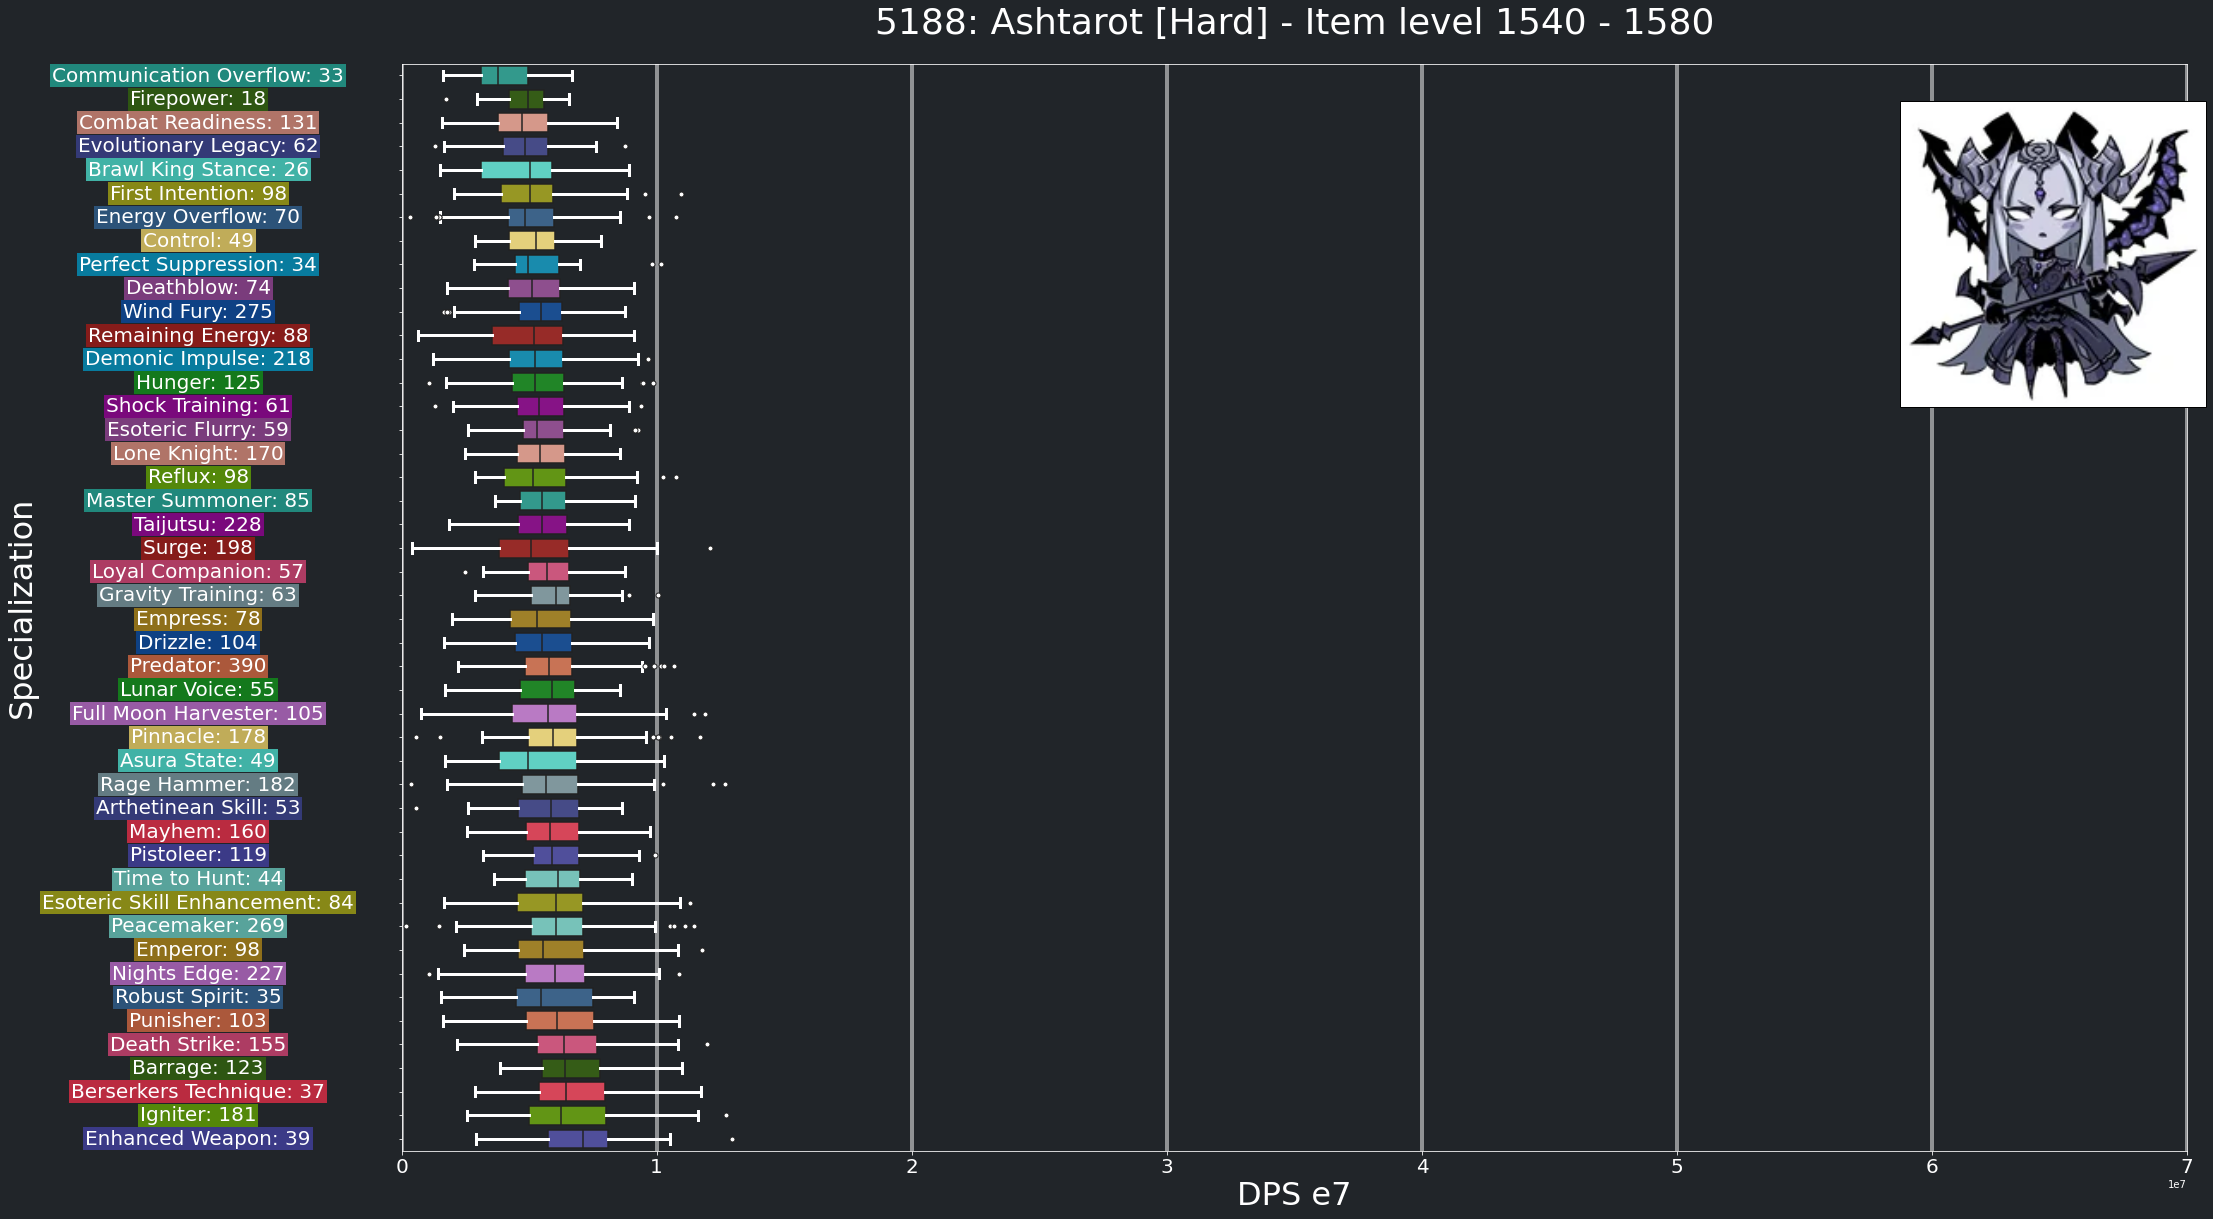 5188: Ashtarot [Hard] - Item level 1540 - 1580
Specialization
Communication Overflow: 33
Firepower: 18
Combat Readiness: 131
Evolutionary Legacy: 62
Brawl King Stance: 26
First Intention: 98
Energy Overflow: 70
Control: 49
Perfect Suppression: 34
Deathblow: 74
Wind Fury: 275
Remaining Energy: 88
Demonic Impulse: 218
Hunger: 125
Shock Training: 61
Esoteric Flurry: 59
Lone Knight: 170
Reflux: 98
Master Summoner: 85
Taijutsu: 228
Surge: 198
Loyal Companion: 57
Gravity Training: 63
Empress: 78
Drizzle: 104
Predator: 390
Lunar Voice: 55
Full Moon Harvester: 105
Pinnacle: 178
Asura State: 49
Rage Hammer: 182
Arthetinean Skill: 53
Mayhem: 160
Pistoleer: 119
Time to Hunt: 44
Esoteric Skill Enhancement: 84
Peacemaker: 269
Emperor: 98
Nights Edge: 227
Robust Spirit: 35
Punisher: 103
Death Strike: 155
Barrage: 123
Berserkers Technique: 37
Igniter: 181
Enhanced Weapon: 39
0 1 2 3 4 5 6 7
1e7
DPS e7